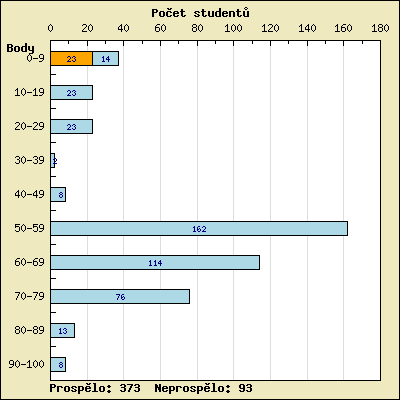 Počet studentů
0 20 40 60 80 100 120 140 160 180
Body
0-9 23 14
10-19 23
20-29 23
30-39 2
40-49 8
50-59 162
60-69 114
70-79 76
80-89 13
90-100 8
Prospělo: 373 Neprospělo: 93